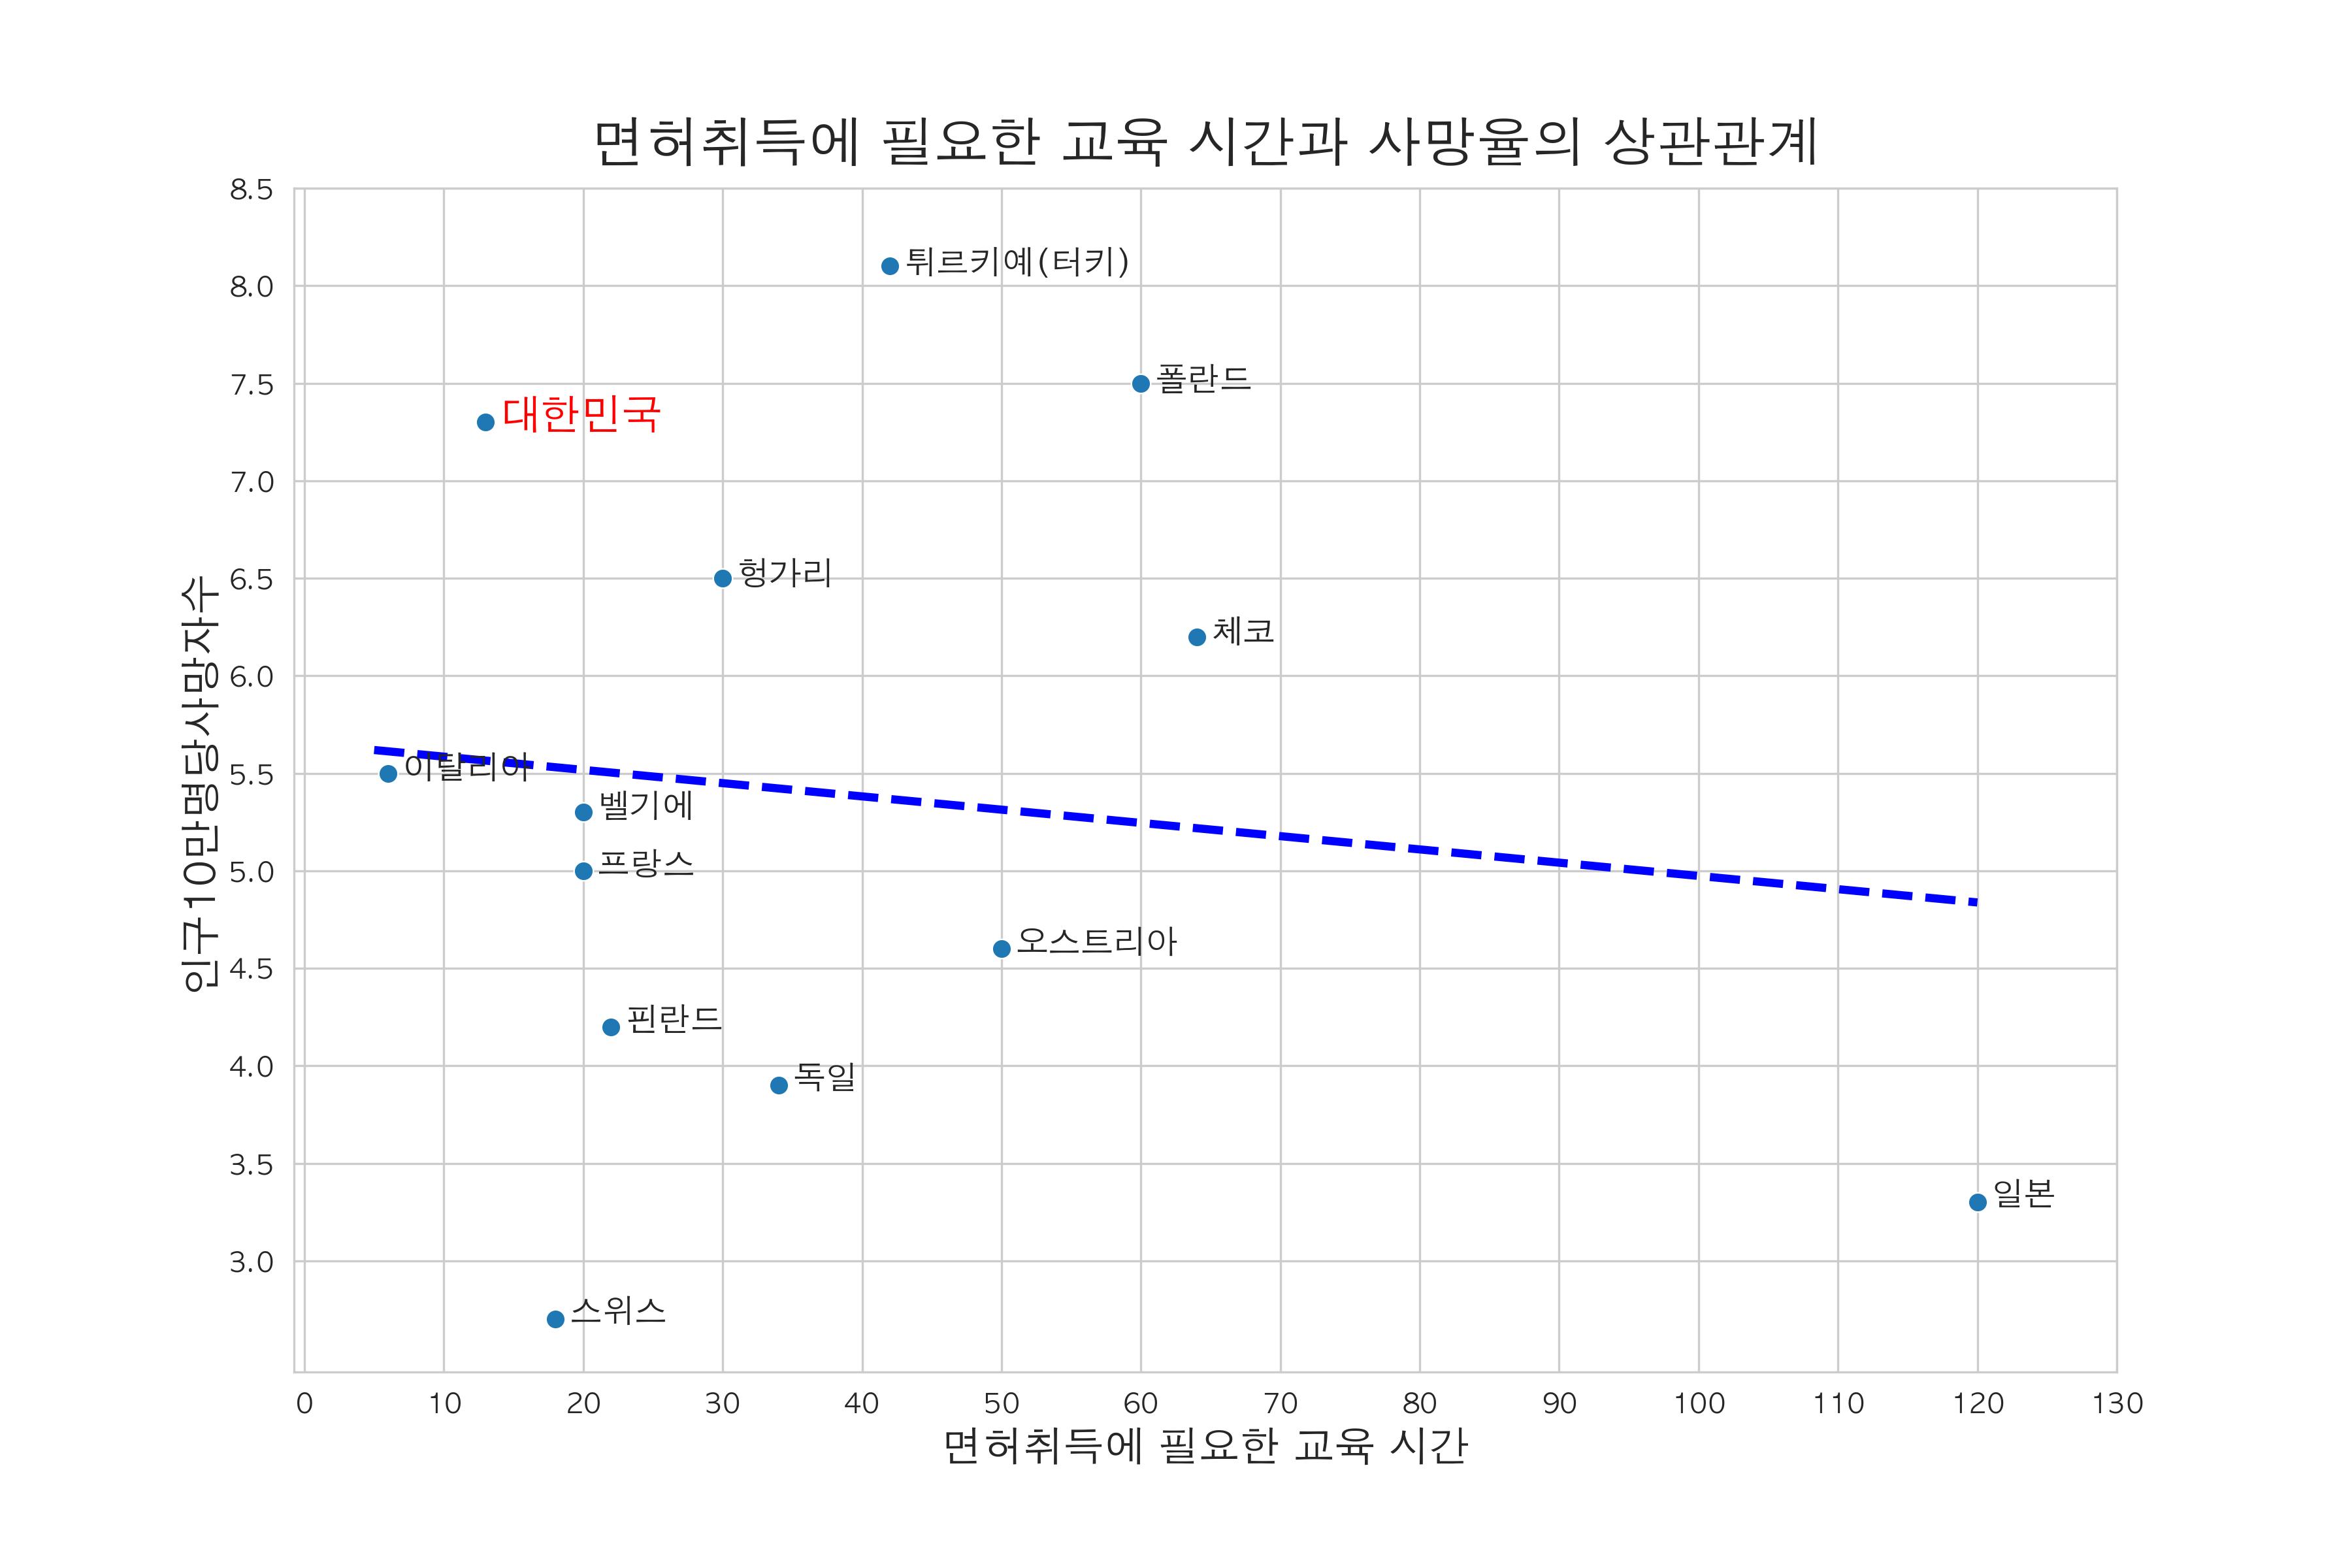 면허취득에 필요한 교육 시간과 사망율의 상관관계
8.5
8.0
7.5
7.0
6.5
6.0
5.5
5.0
4.5
4.0
3.5
3.0
인구10만명당사망자수
튀르키예(터키)
폴란드
대한민국
헝가리
체코
이탈리아
벨기에
프랑스
오스트리아
핀란드
독일
일본
스위스
0 10 20 30 40 50 60 70 80 90 100 110 120 130
면허취득에 필요한 교육 시간